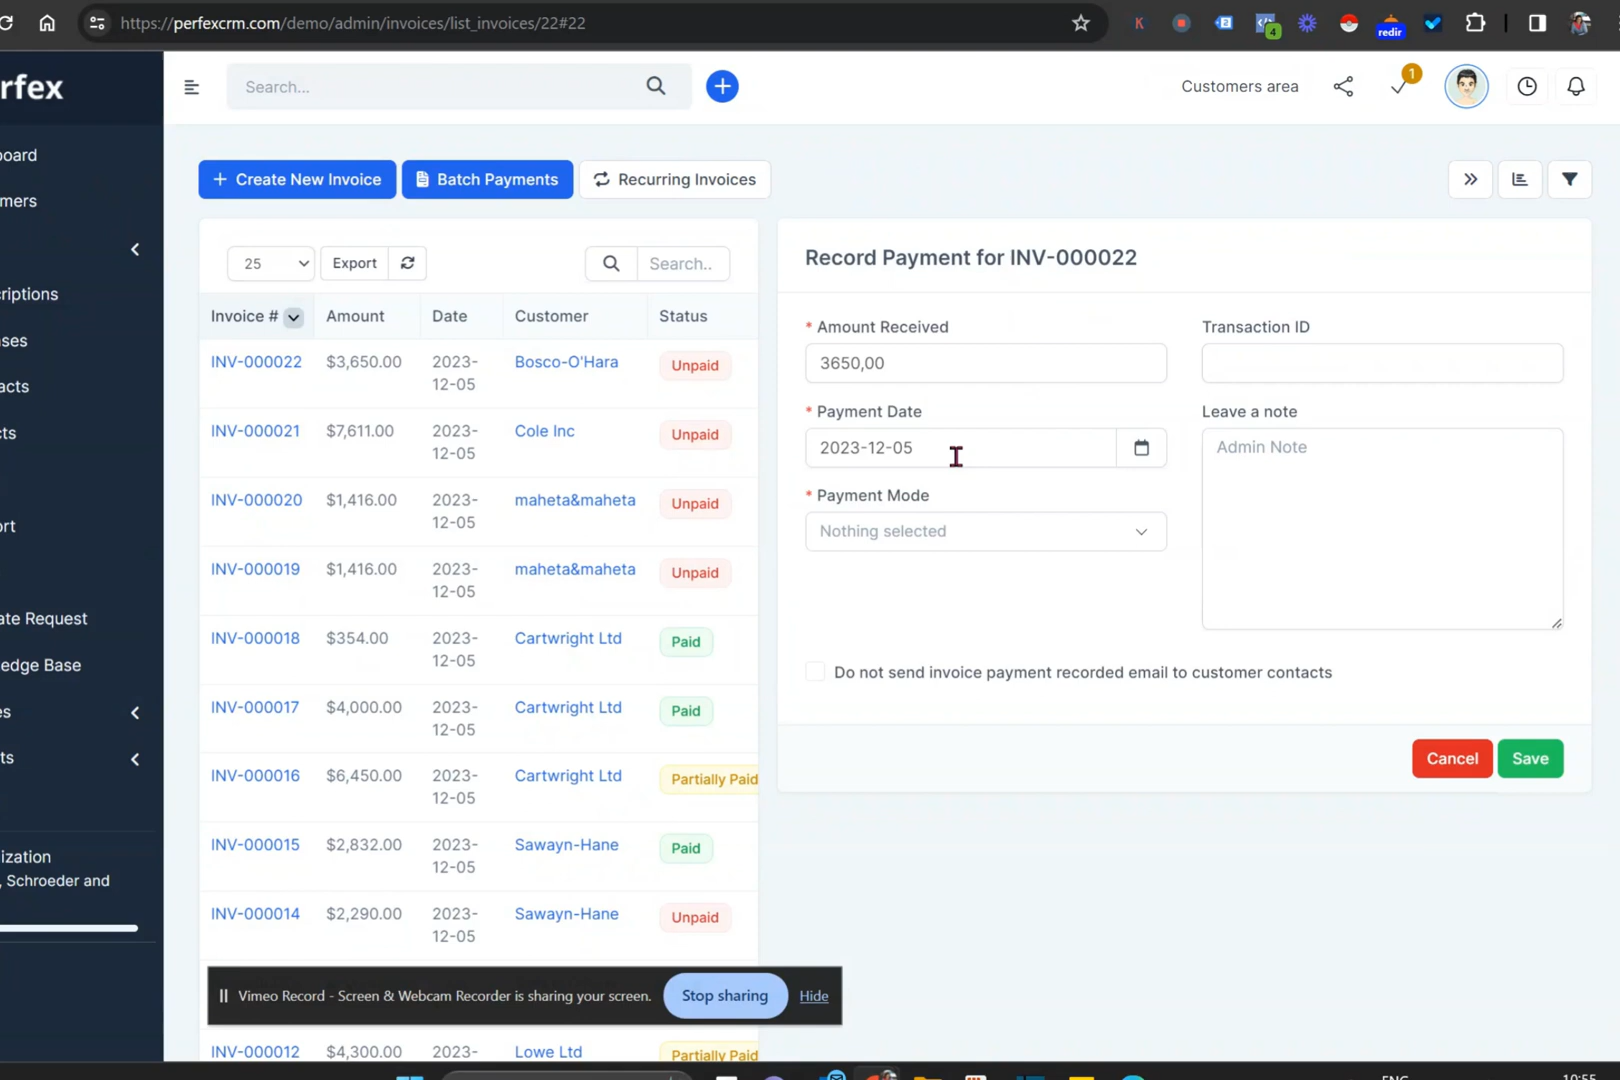 https://perfexcrm.com/demo/admin/invoices/list_invoices/22#22
K
2
4
redir
rfex
Search...
Customers area
1
oard
mers
criptions
ses
acts
cts
ort
ate Request
edge Base
s
ts
ization
, Schroeder and
Create New Invoice
Batch Payments
Recurring Invoices
25
Export
Search..
Invoice # Amount Date Customer Status
INV-000022 $3,650.00 2023-12-05 Bosco-O'Hara Unpaid
INV-000021 $7,611.00 2023-12-05 Cole Inc Unpaid
INV-000020 $1,416.00 2023-12-05 maheta&maheta Unpaid
INV-000019 $1,416.00 2023-12-05 maheta&maheta Unpaid
INV-000018 $354.00 2023-12-05 Cartwright Ltd Paid
INV-000017 $4,000.00 2023-12-05 Cartwright Ltd Paid
INV-000016 $6,450.00 2023-12-05 Cartwright Ltd Partially Paid
INV-000015 $2,832.00 2023-12-05 Sawayn-Hane Paid
INV-000014 $2,290.00 2023-12-05 Sawayn-Hane Unpaid
INV-000012 $4,300.00 2023- Lowe Ltd Partially Paid
Record Payment for INV-000022
* Amount Received
3650,00
* Payment Date
2023-12-05
* Payment Mode
Nothing selected
Transaction ID
Leave a note
Admin Note
Do not send invoice payment recorded email to customer contacts
Cancel
Save
Vimeo Record - Screen & Webcam Recorder is sharing your screen.
Stop sharing
Hide
ENG
10:55